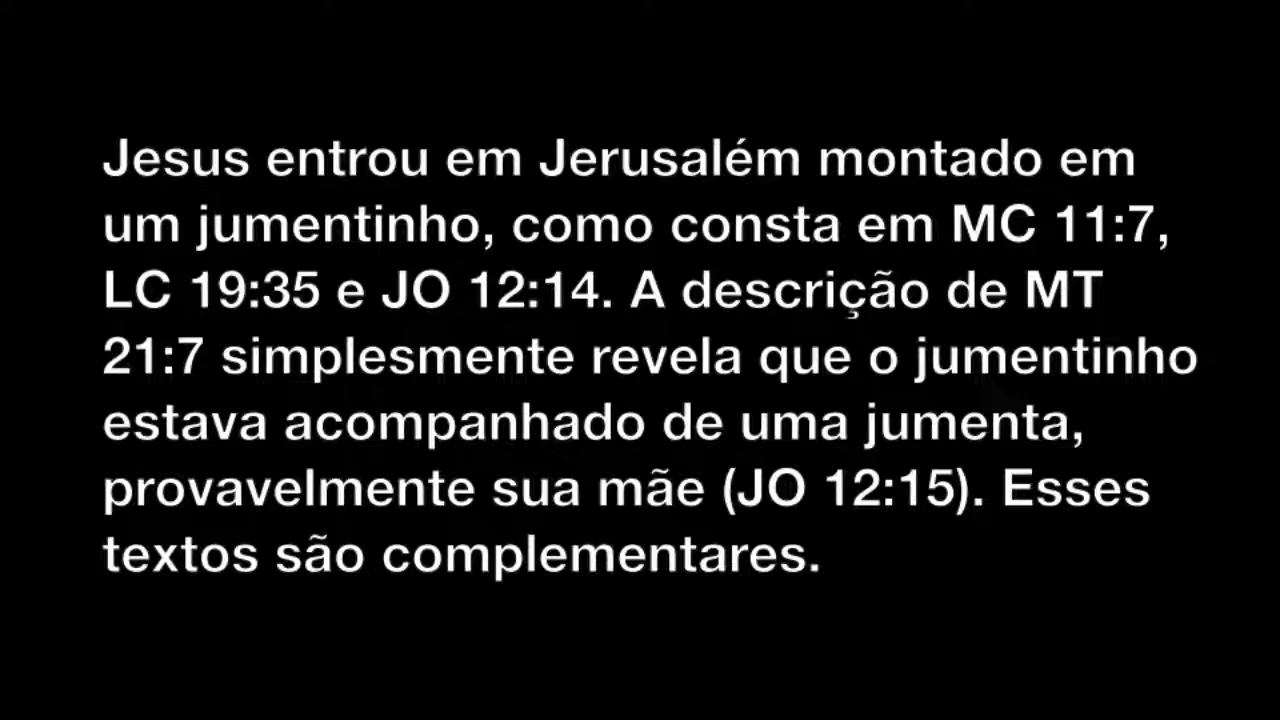 Jesus entrou em Jerusalém montado em
um jumentinho, como consta em MC 11:7,
LC 19:35 e JO 12:14. A descrição de MT
21:7 simplesmente revela que o jumentinho
estava acompanhado de uma jumenta,
provavelmente sua mãe (JO 12:15). Esses
textos são complementares.